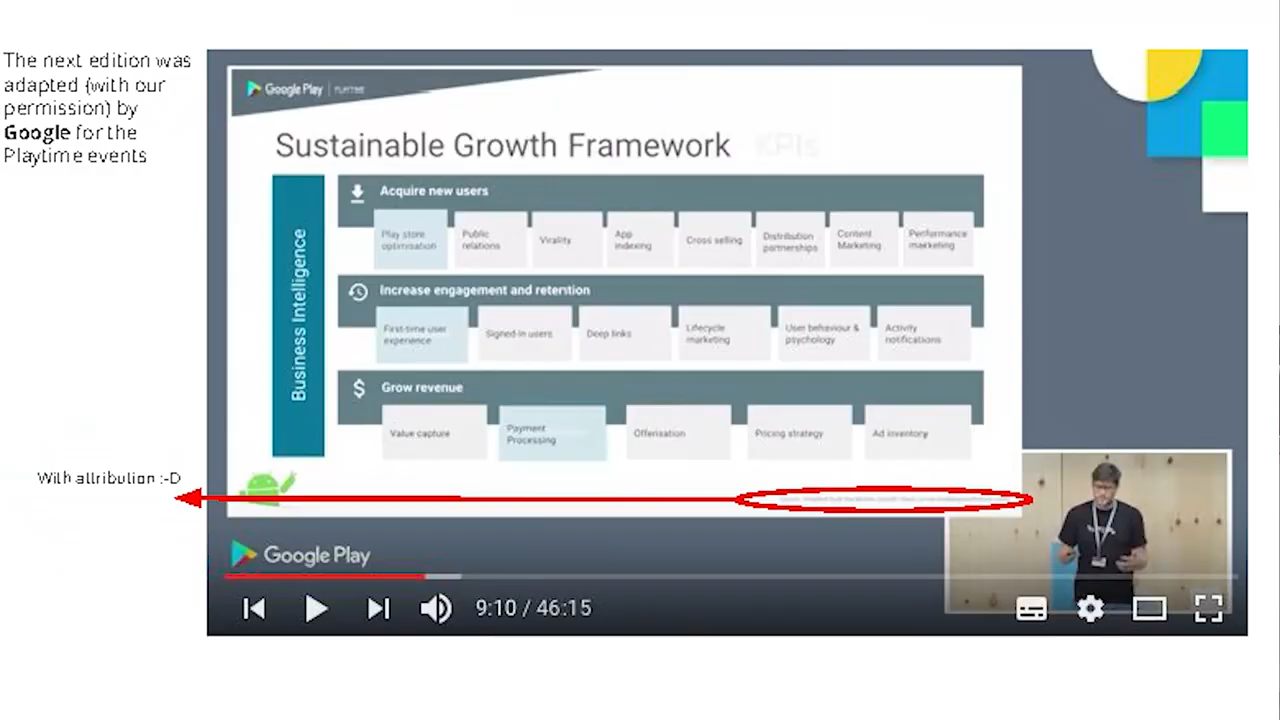 The next edition was
adapted (with our
permission) by
Google for the
Playtime events
With attribution :-D
Google Play
Sustainable Growth Framework KPIs
Business Intelligence
Acquire new users
Play store
optimisation
Public
relations
Virality
App
indexing
Cross selling
Distribution
partnerships
Content
Marketing
Performance
marketing
Increase engagement and retention
First-time user
experience
Signed-in users
Deep links
Lifecycle
marketing
User behaviour &
psychology
Activity
notifications
$ Grow revenue
Value capture
Payment
Processing
Offerisation
Pricing strategy
Ad inventory
Google Play
9:10 / 46:15